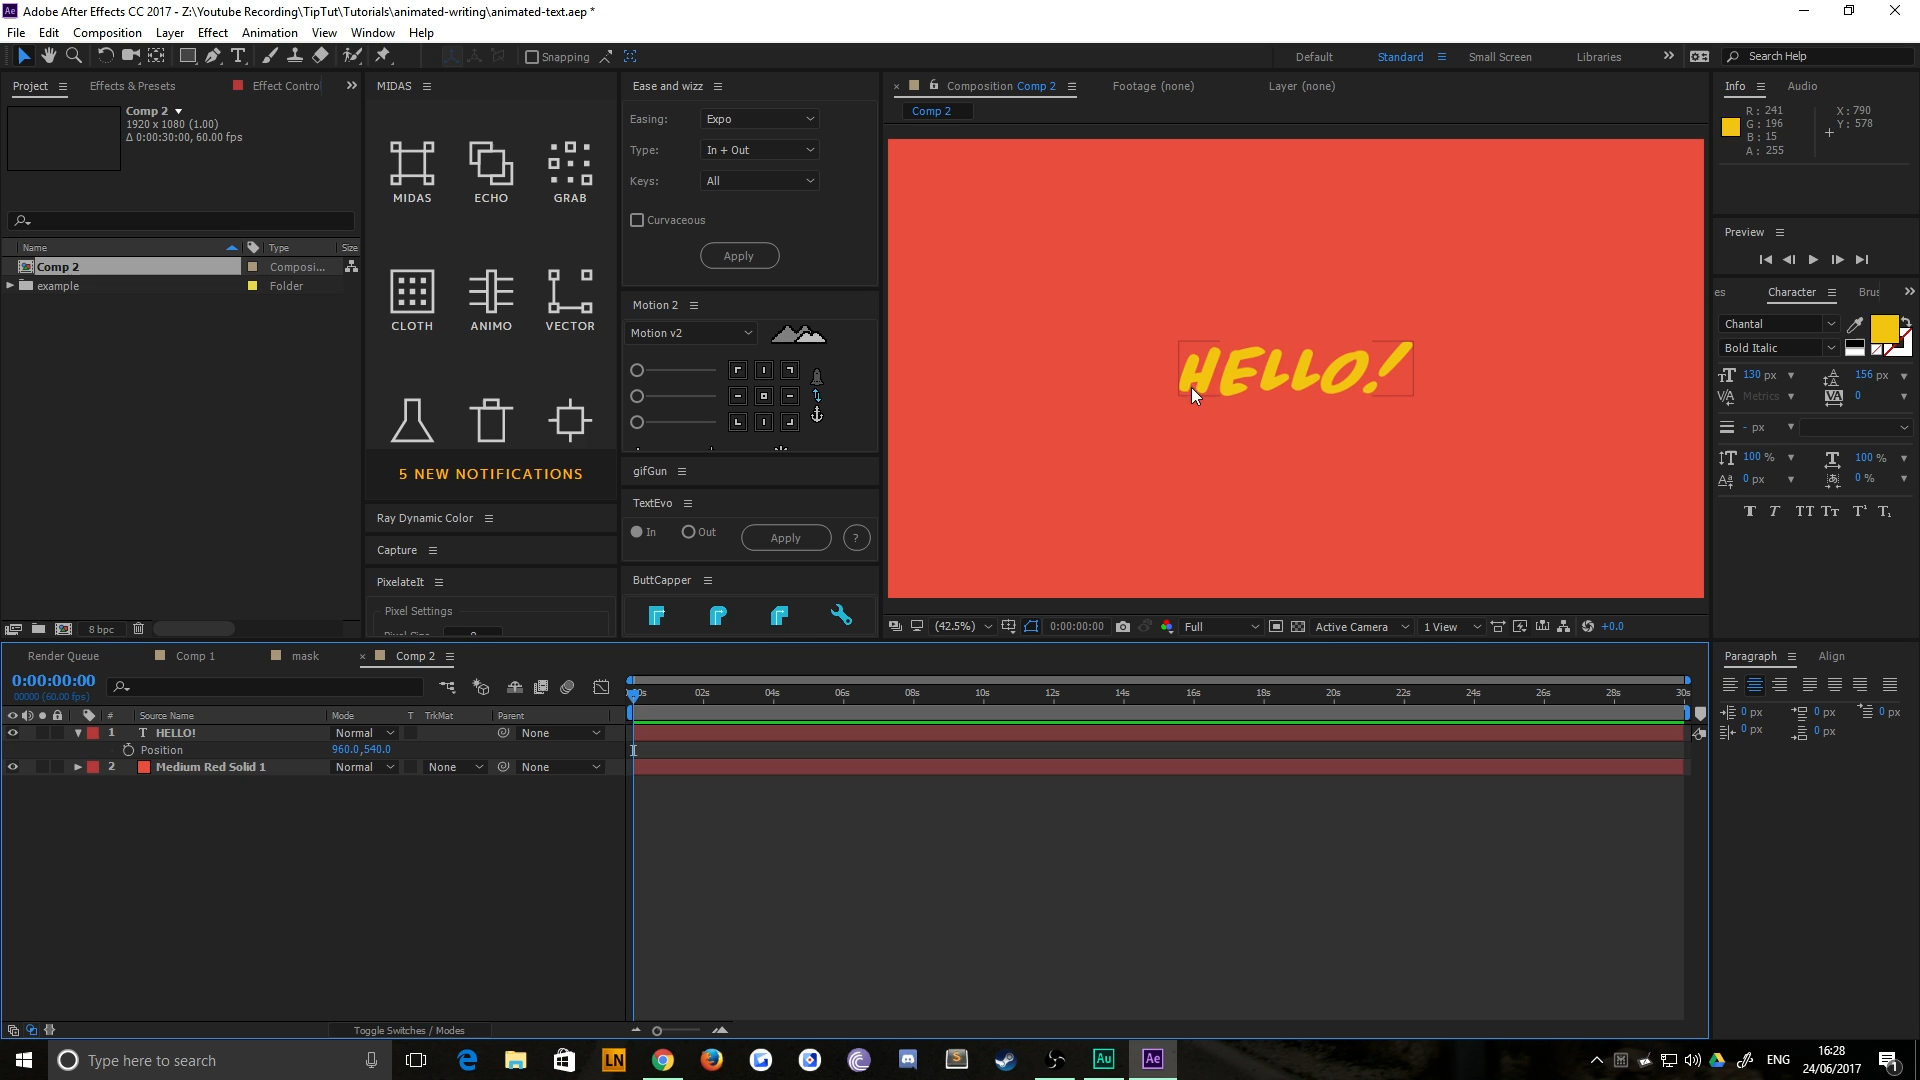 Adobe After Effects CC 2017 - Z:\Youtube Recording\TipTut\Tutorials\animated-writing\animated-text.aep *
File Edit Composition Layer Effect Animation View Window Help
Snapping Default Standard Small Screen Libraries Search Help
Project Effects & Presets Effect Contro
Comp 2
1920 x 1080 (1.00)
Δ 0:00:30:00, 60.00 fps
Name Type Size
Comp 2 Composi...
example Folder
8 bpc
MIDAS
MIDAS ECHO GRAB
CLOTH ANIMO VECTOR
5 NEW NOTIFICATIONS
Ray Dynamic Color
Capture
PixelateIt
Pixel Settings
Ease and wizz
Easing: Expo
Type: In + Out
Keys: All
Curvaceous
Apply
Motion 2
Motion v2
gifGun
TextEvo
In Out Apply ?
ButtCapper
Composition Comp 2 Footage (none) Layer (none)
Comp 2
HELLO!
(42.5%) 0:00:00:00 Full Active Camera 1 View +0.0
Info Audio
R: 241 X: 790
G: 196 Y: 578
B: 15
A: 255
Preview
es Character Brus
Chantal
Bold Italic
130 px 156 px
Metrics 0
- px
100 % 100 %
0 px 0 %
Render Queue Comp 1 mask Comp 2
0:00:00:00
00000 (60.00 fps)
02s 04s 06s 08s 10s 12s 14s 16s 18s 20s 22s 24s 26s 28s 30s
# Source Name Mode T TrkMat Parent
1 T HELLO! Normal None
Position 960.0,540.0
2 Medium Red Solid 1 Normal None None
Toggle Switches / Modes
Paragraph Align
0 px 0 px 0 px
0 px 0 px
Type here to search
LN
S
Au
Ae
ENG
16:28
24/06/2017
1